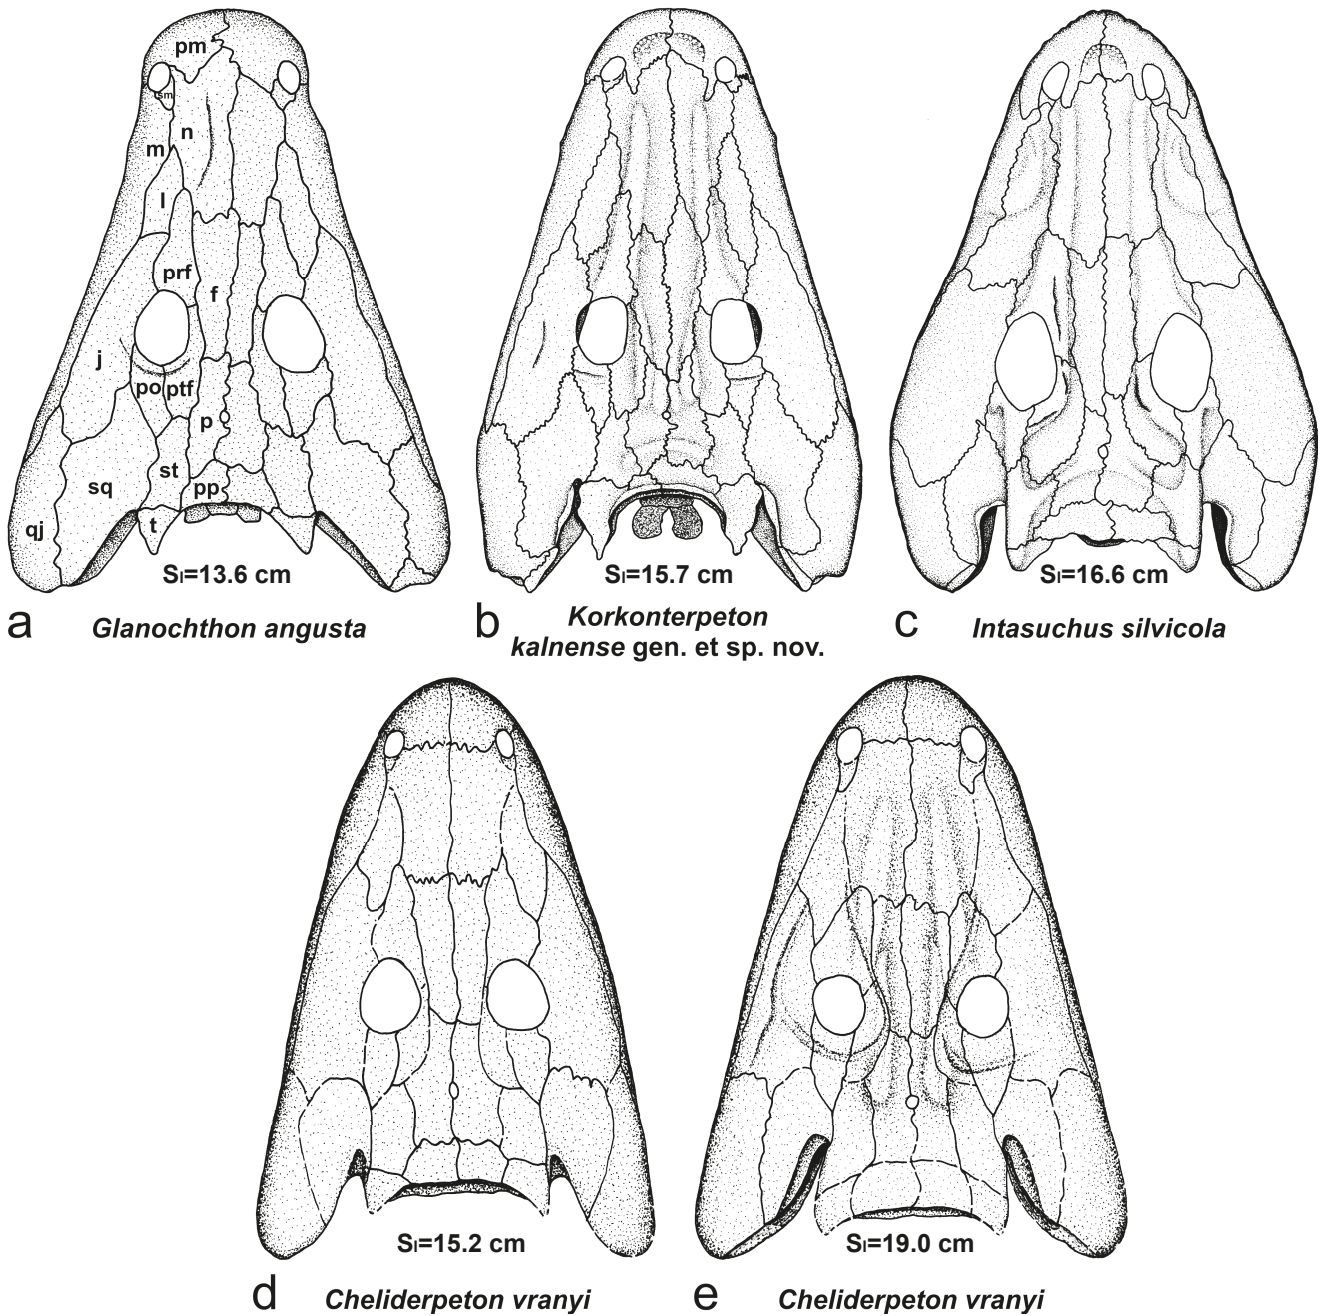 pm
sm
n
m
l
prf
f
j
po ptf
p
st
sq
pp
qj
t
Sl=13.6 cm
a Glanochthon angusta
Sl=15.7 cm
b Korkonterpeton
kalnense gen. et sp. nov.
Sl=16.6 cm
c Intasuchus silvicola
Sl=15.2 cm
d Cheliderpeton vranyi
Sl=19.0 cm
e Cheliderpeton vranyi